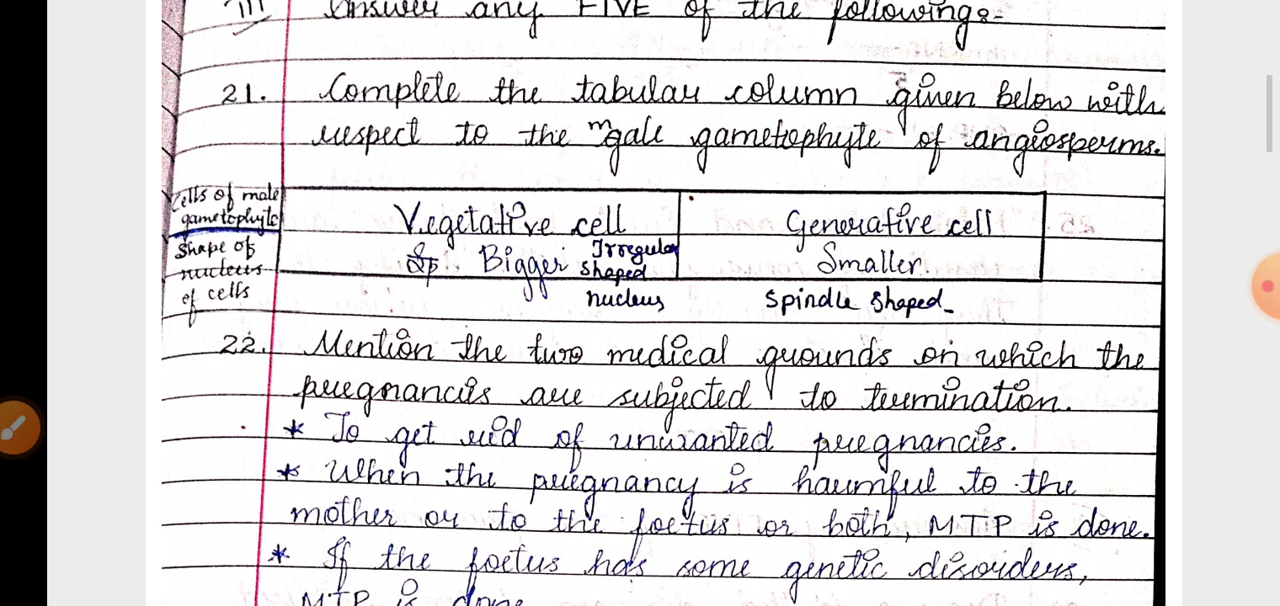 III Answer any FIVE of the following:-
21. Complete the tabular column given below with
respect to the male gametophyte of angiosperms.
Cells of male gametophyte
Vegetative cell
Generative cell
Shape of nucleus of cells
Bigger Irregular shaped nucleus
Smaller.
Spindle shaped
22. Mention the two medical grounds on which the
pregnancies are subjected to termination.
* To get rid of unwanted pregnancies.
* When the pregnancy is harmful to the
mother or to the foetus or both, MTP is done.
* If the foetus has some genetic disorders,
MTP is done